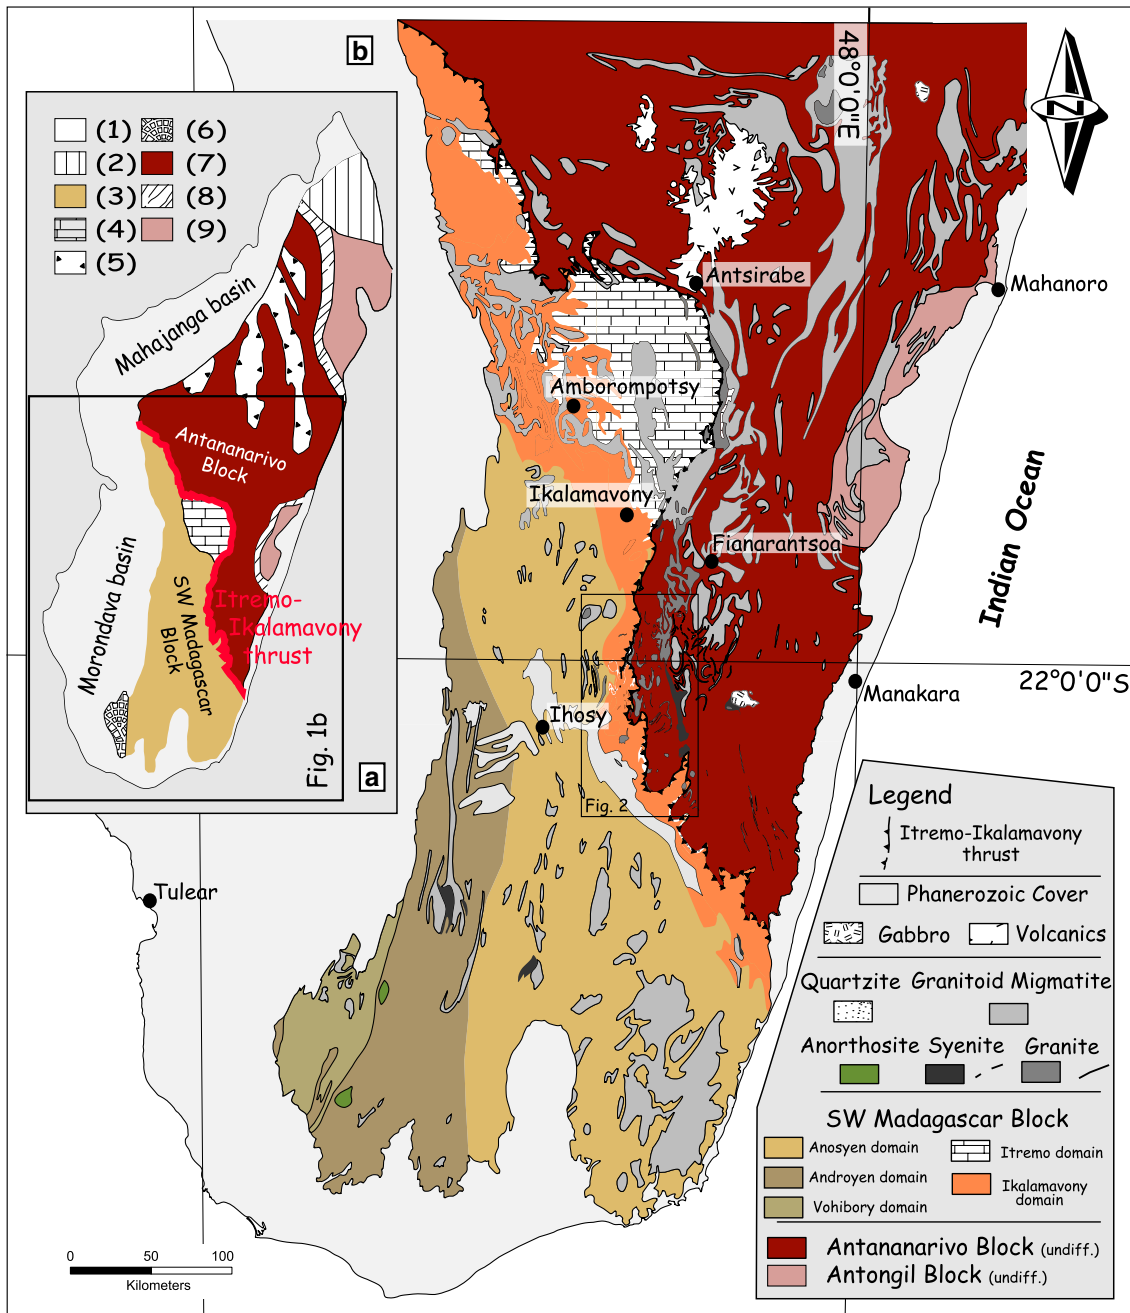 b
48°0'0"E
N
(1)
(6)
(2)
(7)
(3)
(8)
(4)
(9)
(5)
Mahajanga basin
Antananarivo
Block
Morondava basin
SW Madagascar
Block
Itremo-
Ikalamavony
thrust
Fig. 1b
a
Antsirabe
Mahanoro
Amborompotsy
Ikalamavony
Fianarantsoa
Indian Ocean
22°0'0"S
Manakara
Ihosy
Fig. 2
Tulear
Legend
Itremo-Ikalamavony
thrust
Phanerozoic Cover
Gabbro
Volcanics
Quartzite Granitoid Migmatite
Anorthosite Syenite Granite
SW Madagascar Block
Anosyen domain
Itremo domain
Androyen domain
Ikalamavony
domain
Vohibory domain
Antananarivo Block (undiff.)
Antongil Block (undiff.)
0 50 100
Kilometers